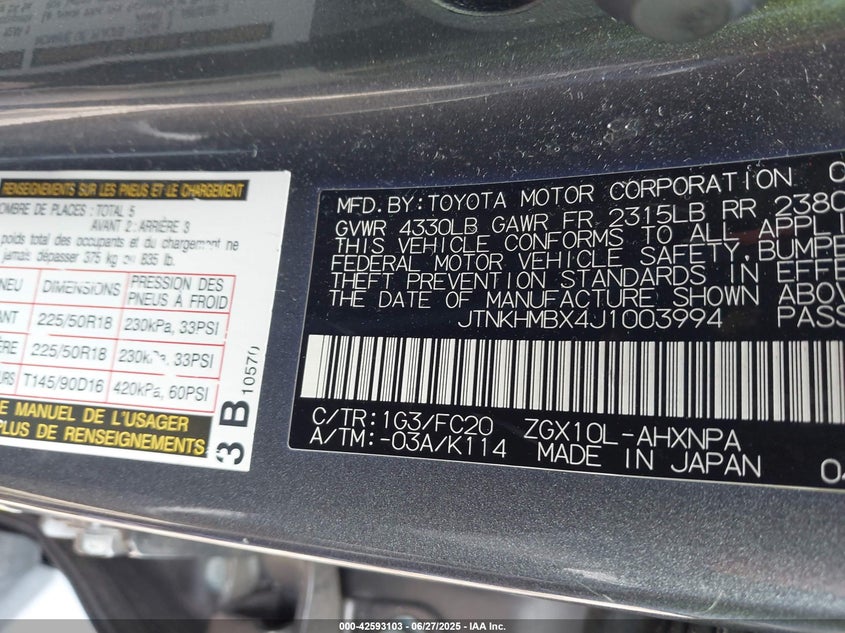 RENSEIGNEMENTS SUR LES PNEUS ET LE CHARGEMENT
NOMBRE DE PLACES : TOTAL 5
AVANT 2 : ARRIÈRE 3
poids total des occupants et du chargement ne
jamais dépasser 375 kg ou 835 lb.
DIMENSIONS PRESSION DES PNEUS À FROID
225/50R18 230kPa, 33PSI
225/50R18 230kPa, 33PSI
T145/90D16 420kPa, 60PSI
MANUEL DE L'USAGER
PLUS DE RENSEIGNEMENTS
3 B 10570
MFD. BY: TOYOTA MOTOR CORPORATION
GVWR 4330LB GAWR FR 2315LB RR
THIS VEHICLE CONFORMS TO ALL
FEDERAL MOTOR VEHICLE SAFETY,
THEFT PREVENTION STANDARDS IN
THE DATE OF MANUFACTURE SHOWN
JTNKHMBX4J1003994
C/TR: 1G3/FC20 ZGX10L-AHXNPA
A/TM: -03A/K114 MADE IN JAPAN
000-42593103 - 06/27/2025 - IAA Inc.